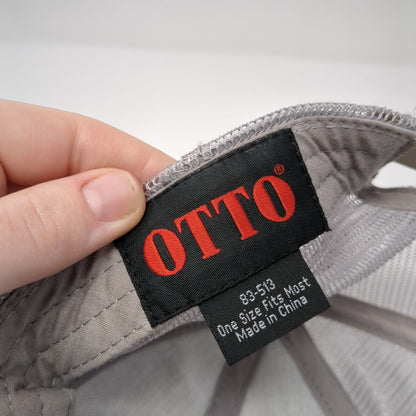 OTTO®
83-513
One Size Fits Most
Made in China